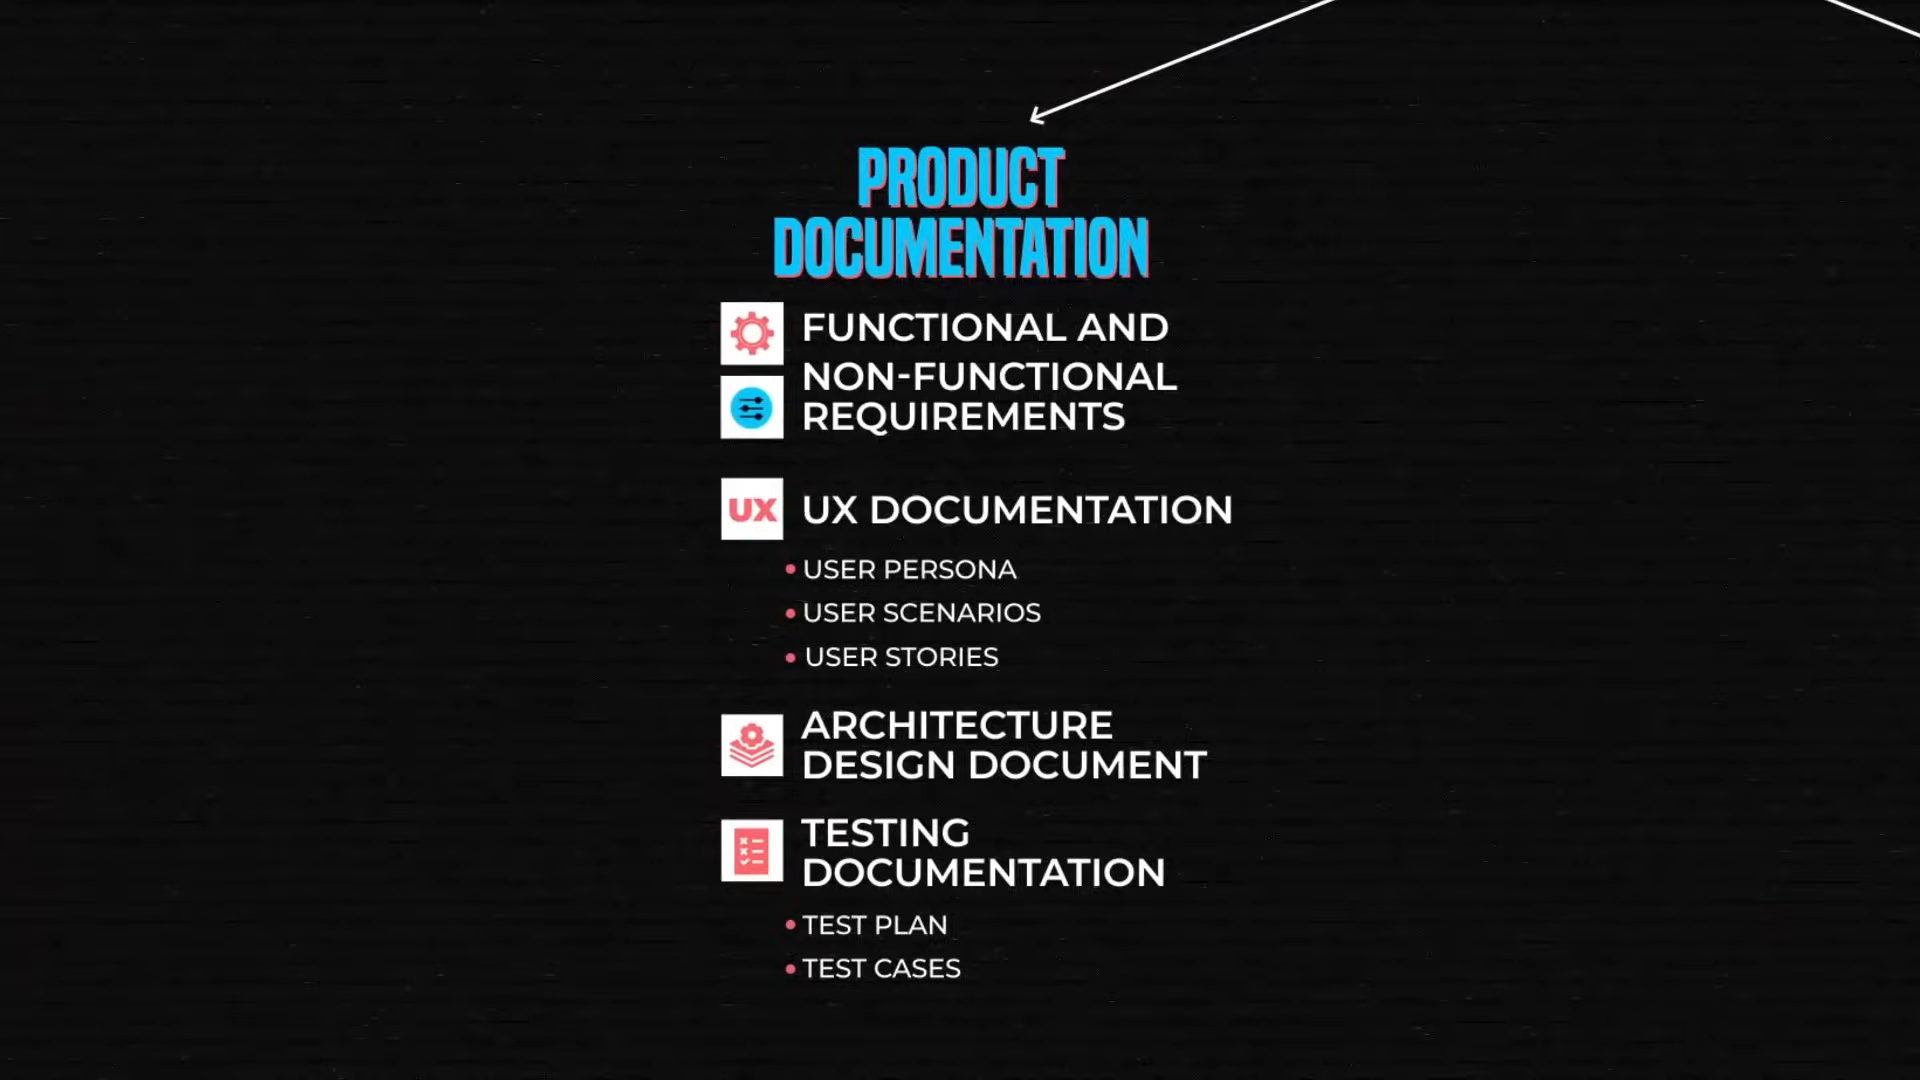 PRODUCT
DOCUMENTATION
FUNCTIONAL AND
NON-FUNCTIONAL
REQUIREMENTS
UX
UX DOCUMENTATION
• USER PERSONA
• USER SCENARIOS
• USER STORIES
ARCHITECTURE
DESIGN DOCUMENT
TESTING
DOCUMENTATION
• TEST PLAN
• TEST CASES